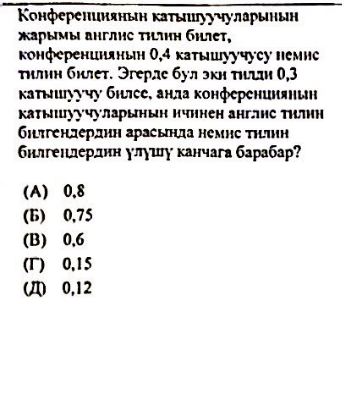 Конференциянын катышуучуларынын
жарымы англис тилин билет,
конференциянын 0,4 катышуучусу немис
тилин билет. Эгерде бул эки тилди 0,3
катышуучу билсе, анда конференциянын
катышуучуларынын ичинен англис тилин
билгендердин арасында немис тилин
билгендердин үлүшү канчага барабар?
(А) 0,8
(Б) 0,75
(В) 0,6
(Г) 0,15
(Д) 0,12